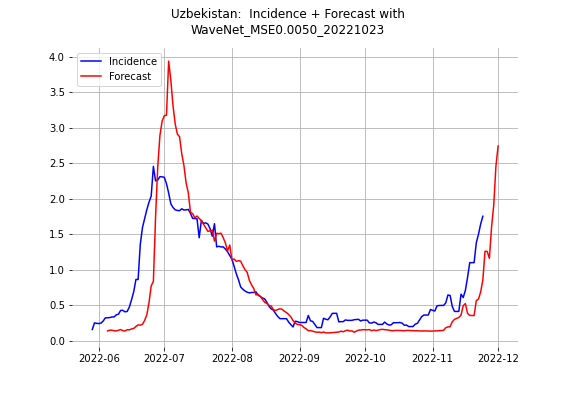 Uzbekistan:  Incidence + Forecast with
WaveNet_MSE0.0050_20221023
Incidence
Forecast
4.0
3.5
3.0
2.5
2.0
1.5
1.0
0.5
0.0
2022-06 2022-07 2022-08 2022-09 2022-10 2022-11 2022-12